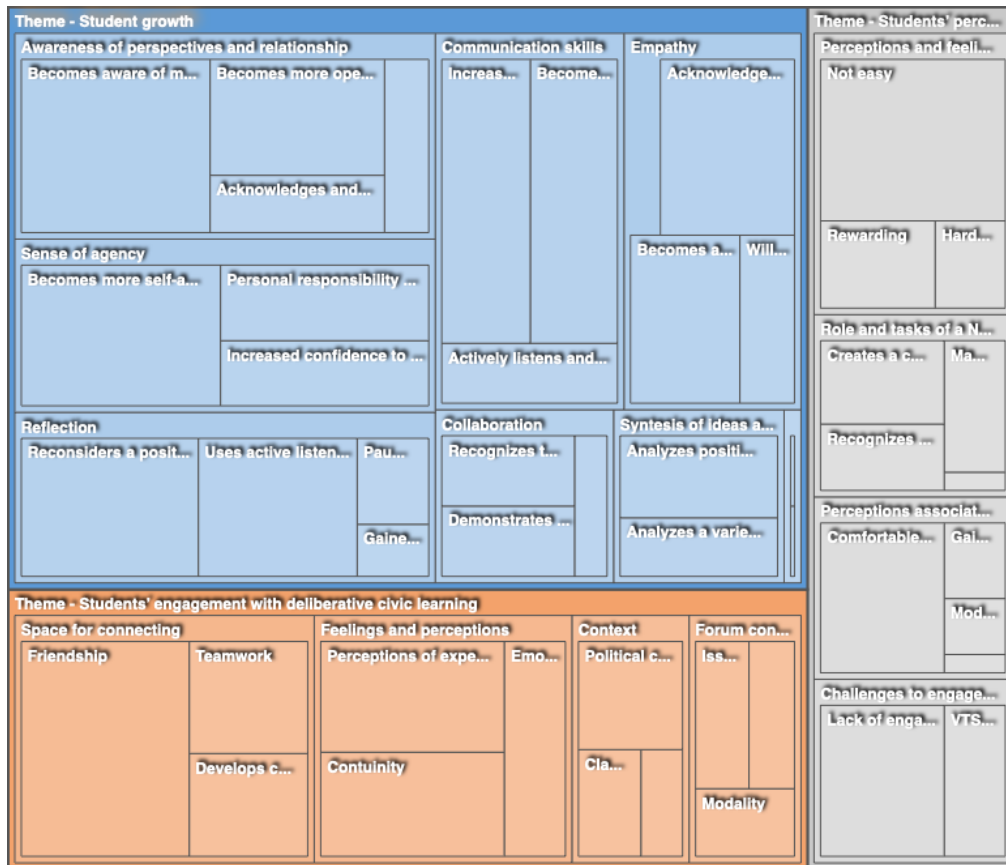 Theme - Student growth
Awareness of perspectives and relationship
Becomes aware of m...
Becomes more ope...
Acknowledges and...
Communication skills
Increas...
Become...
Actively listens and...
Empathy
Acknowledge...
Becomes a...
Will...
Sense of agency
Becomes more self-a...
Personal responsibility ...
Increased confidence to ...
Reflection
Reconsiders a posit...
Uses active listen...
Pau...
Gaine...
Collaboration
Recognizes t...
Demonstrates ...
Syntesis of ideas a...
Analyzes positi...
Analyzes a varie...
Theme - Students' engagement with deliberative civic learning
Space for connecting
Friendship
Teamwork
Develops c...
Feelings and perceptions
Perceptions of expe...
Emo...
Contuinity
Context
Political c...
Cla...
Forum con...
Iss...
Modality
Theme - Students' perc...
Perceptions and feeli...
Not easy
Rewarding
Hard...
Role and tasks of a N...
Creates a c...
Ma...
Recognizes ...
Perceptions associat...
Comfortable...
Gai...
Mod...
Challenges to engage...
Lack of enga...
VTS...